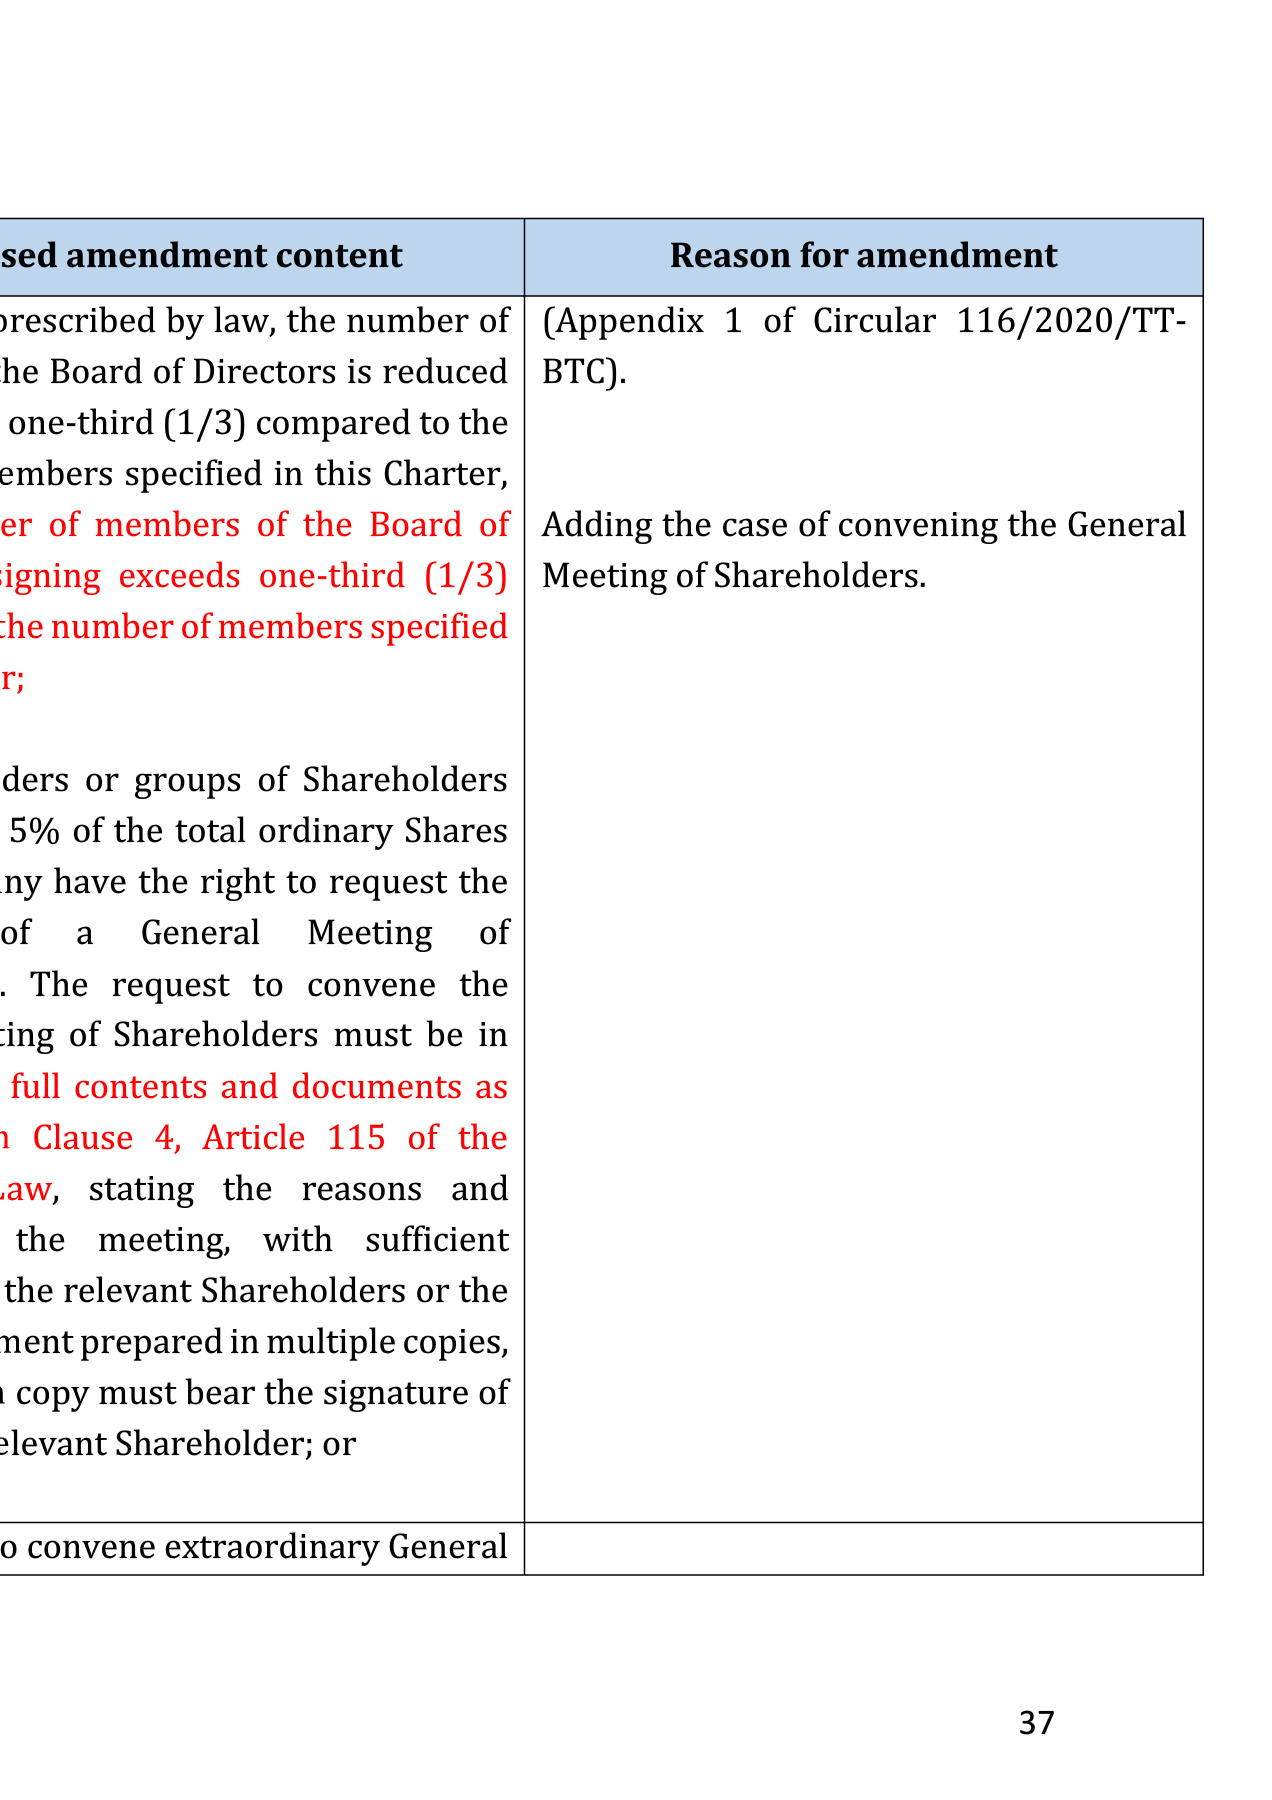 sed amendment content
Reason for amendment
prescribed by law, the number of
the Board of Directors is reduced
one-third (1/3) compared to the
embers specified in this Charter,
er of members of the Board of
signing exceeds one-third (1/3)
the number of members specified
r;
ders or groups of Shareholders
5% of the total ordinary Shares
any have the right to request the
of a General Meeting of
. The request to convene the
ting of Shareholders must be in
full contents and documents as
n Clause 4, Article 115 of the
Law, stating the reasons and
the meeting, with sufficient
the relevant Shareholders or the
ment prepared in multiple copies,
copy must bear the signature of
elevant Shareholder; or
(Appendix 1 of Circular 116/2020/TT-
BTC).
Adding the case of convening the General
Meeting of Shareholders.
o convene extraordinary General
37